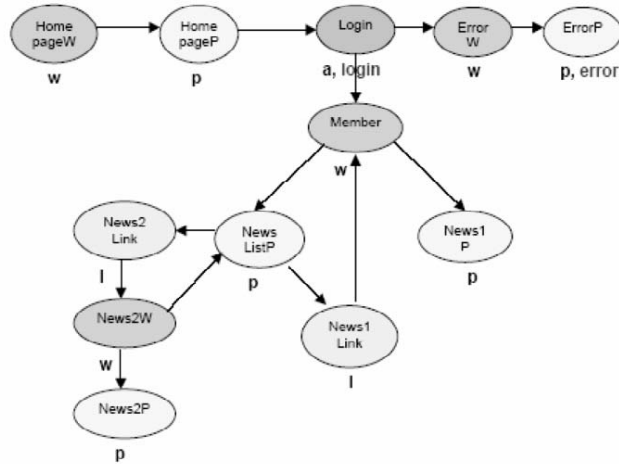 Home
pageW
w
Home
pageP
p
Login
a, login
Error
W
w
ErrorP
p, error
Member
w
News2
Link
l
News
ListP
p
News1
P
p
News2W
w
News1
Link
l
News2P
p